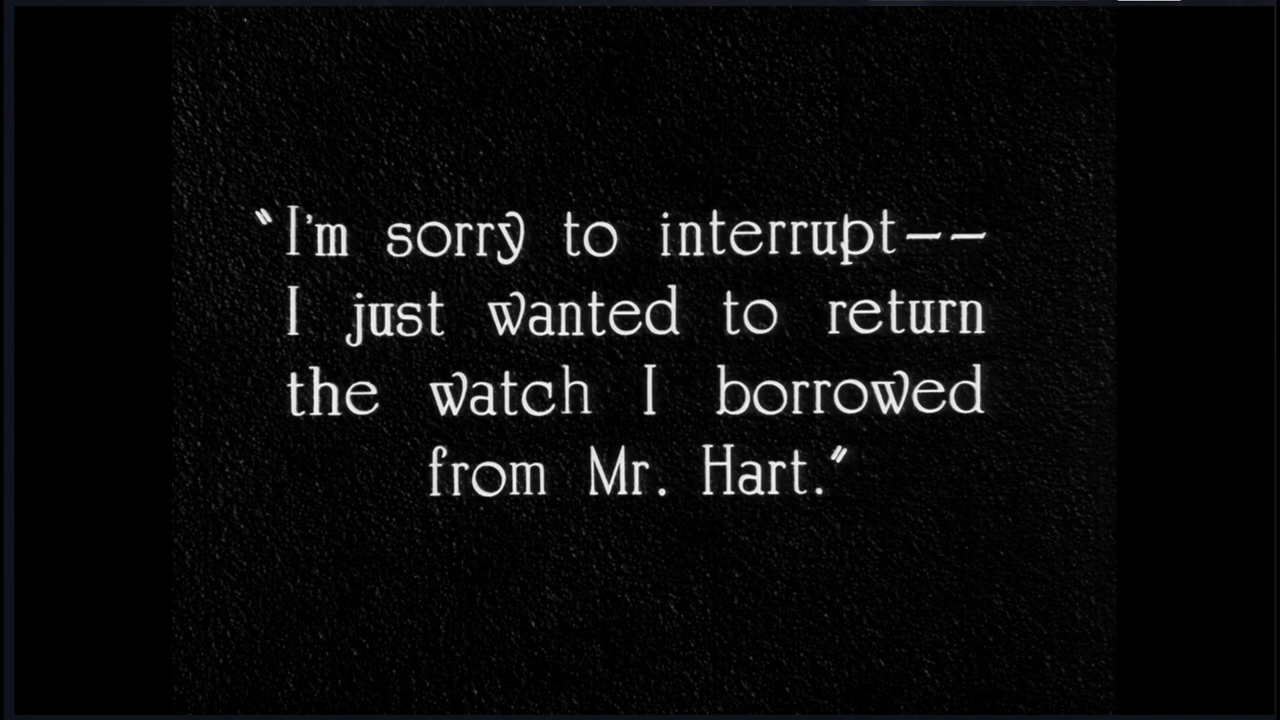 "I'm sorry to interrupt--
I just wanted to return
the watch I borrowed
from Mr. Hart."